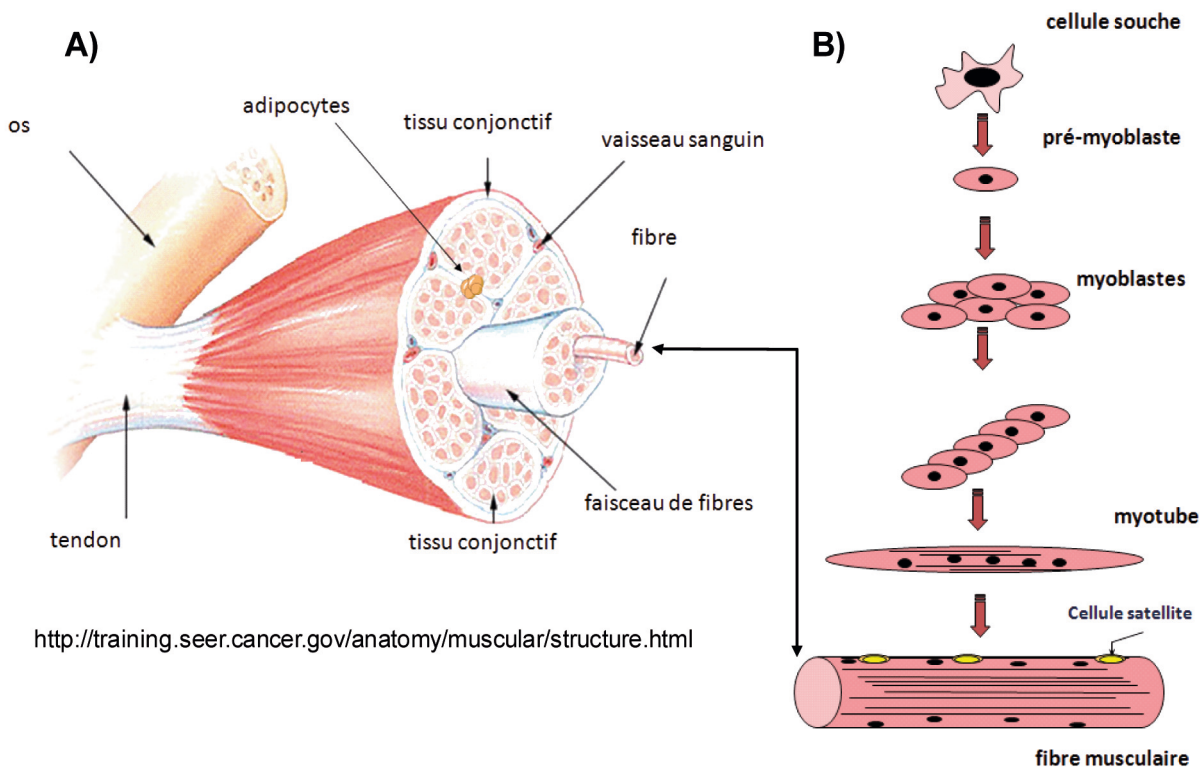 A)
os
adipocytes
tissu conjonctif
vaisseau sanguin
fibre
tendon
faisceau de fibres
tissu conjonctif
http://training.seer.cancer.gov/anatomy/muscular/structure.html
B)
cellule souche
pré-myoblaste
myoblastes
myotube
Cellule satellite
fibre musculaire